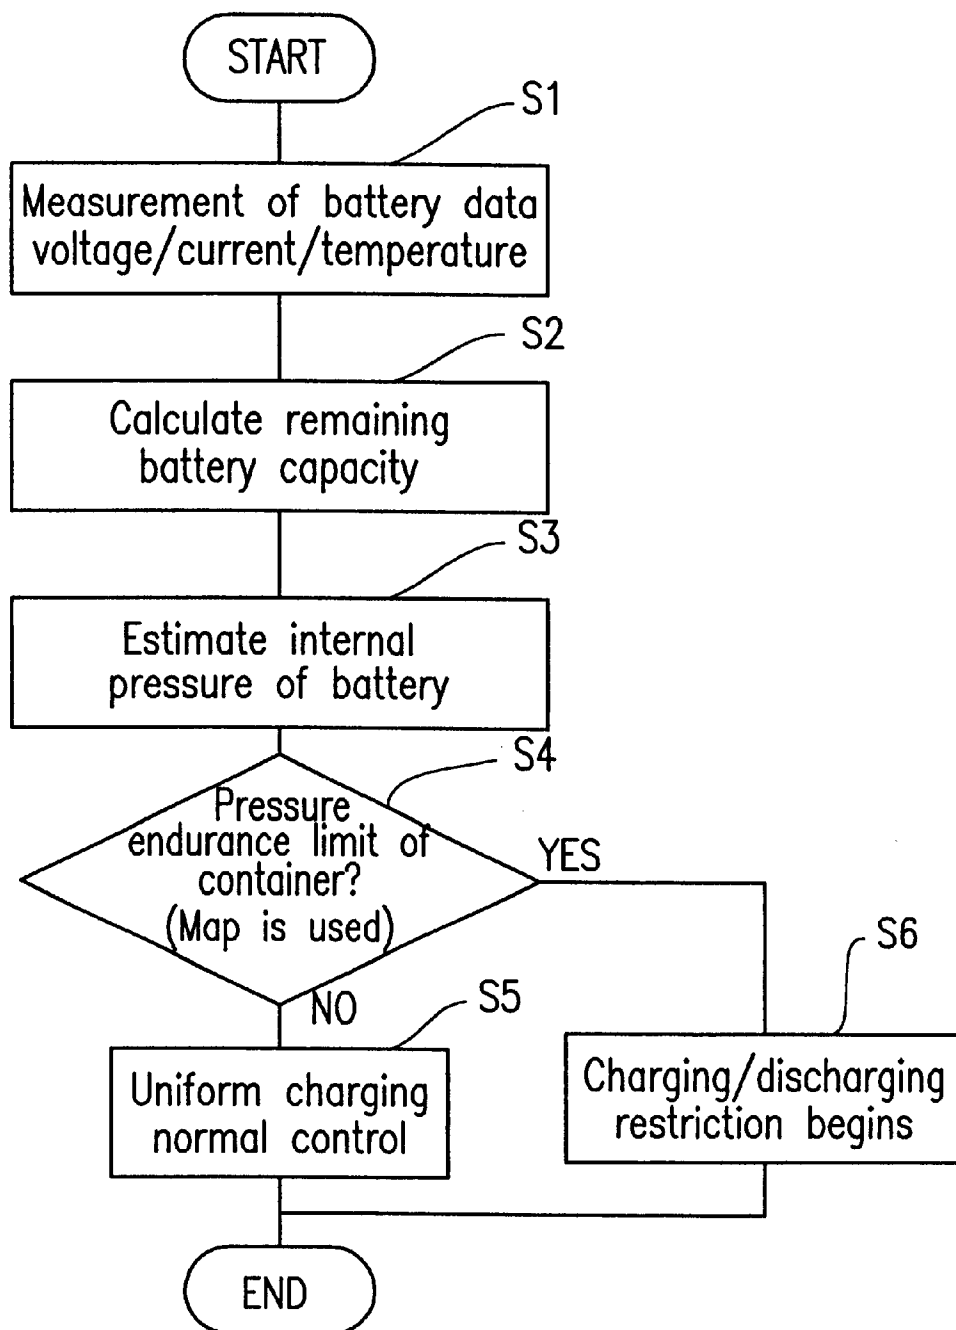 START
S1
Measurement of battery data
voltage/current/temperature
S2
Calculate remaining
battery capacity
S3
Estimate internal
pressure of battery
S4
Pressure
endurance limit of
container?
(Map is used)
YES
NO
S5
Uniform charging
normal control
S6
Charging/discharging
restriction begins
END